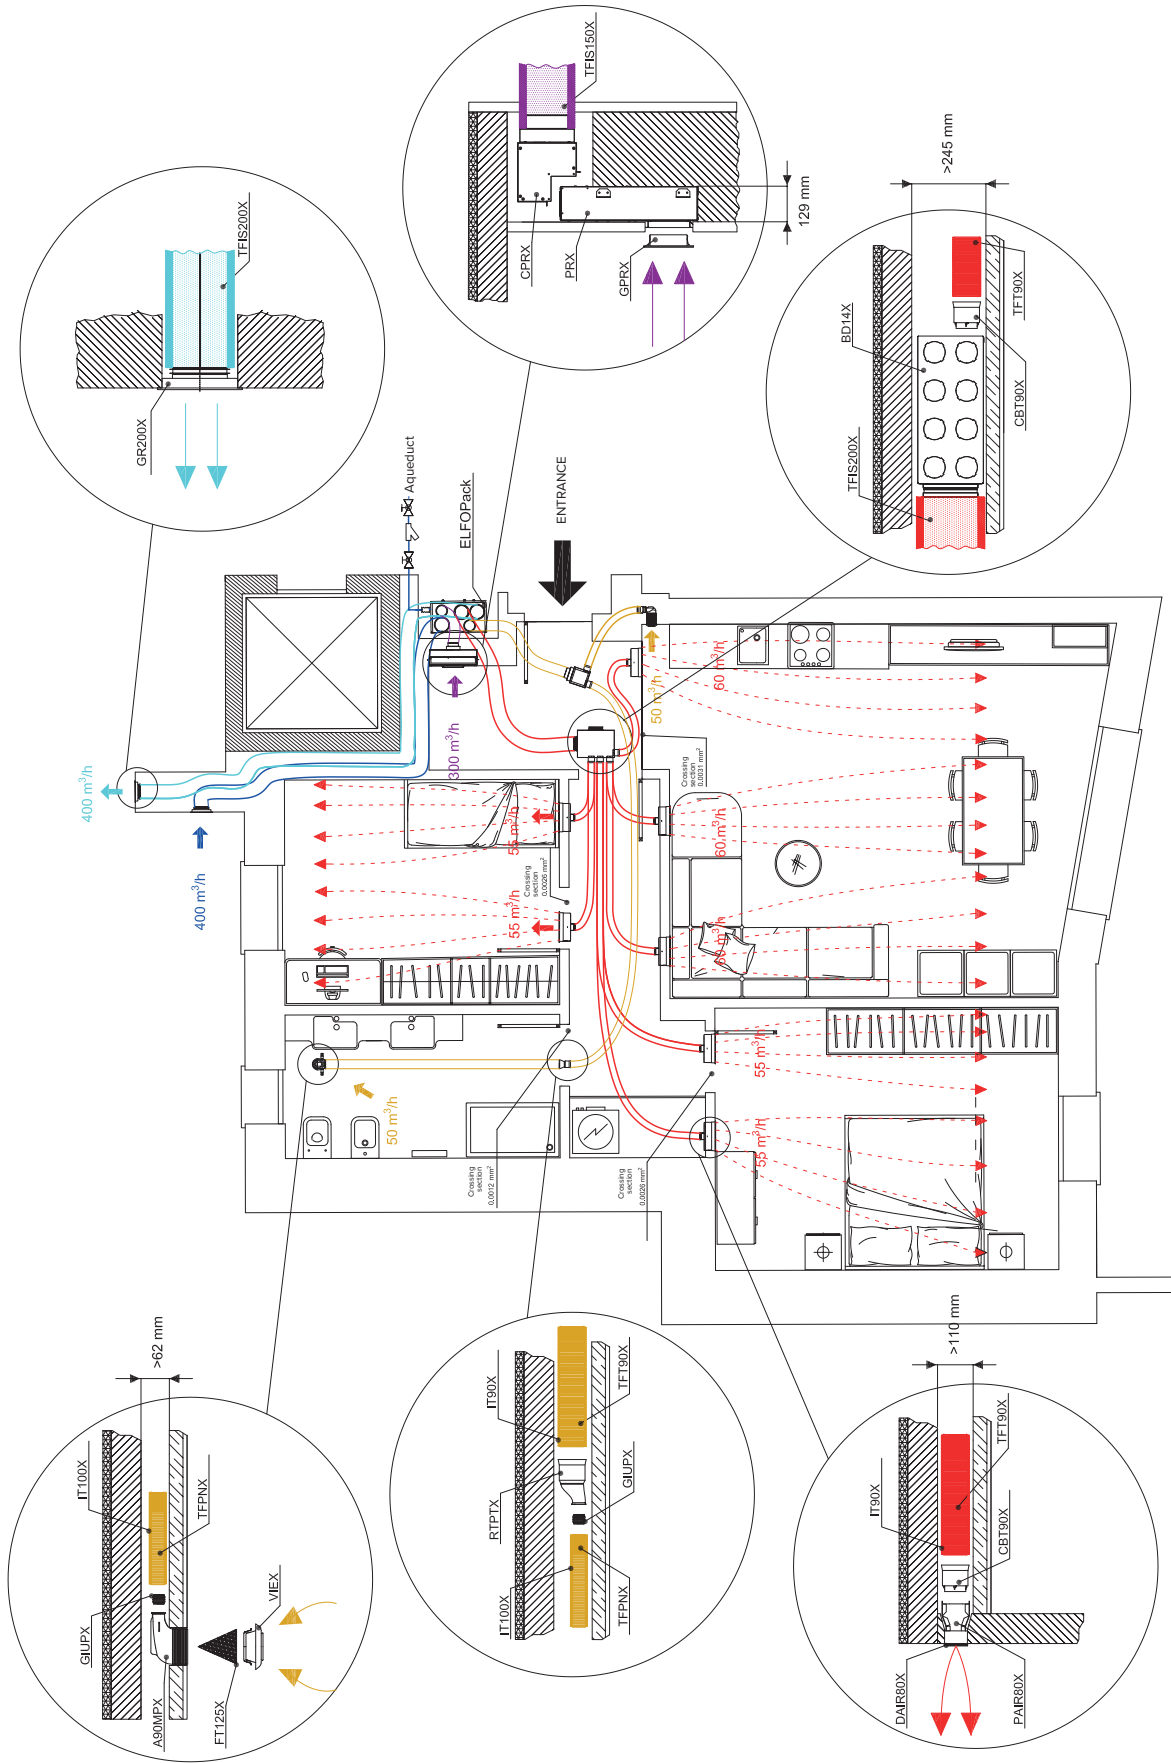 TFIS150X
CPRX
PRX
GPRX
129 mm
TFIS200X
GR200X
>245 mm
BD14X
TFIS200X
TFT90X
CBT90X
Aqueduct
ELFOPack
ENTRANCE
400 m³/h
400 m³/h
300 m³/h
50 m³/h
60 m³/h
Crossing
section
0.0031 mm²
55 m³/h
60 m³/h
Crossing
section
0.0026 mm²
55 m³/h
60 m³/h
50 m³/h
55 m³/h
55 m³/h
Crossing
section
0.0012 mm²
Crossing
section
0.0026 mm²
>62 mm
IT100X
TFPNX
GIUPX
A90MPX
FT125X
VIEX
IT90X
TFT90X
RTPTX
GIUPX
IT100X
TFPNX
>110 mm
IT90X
TFT90X
CBT90X
DAIR80X
PAIR80X